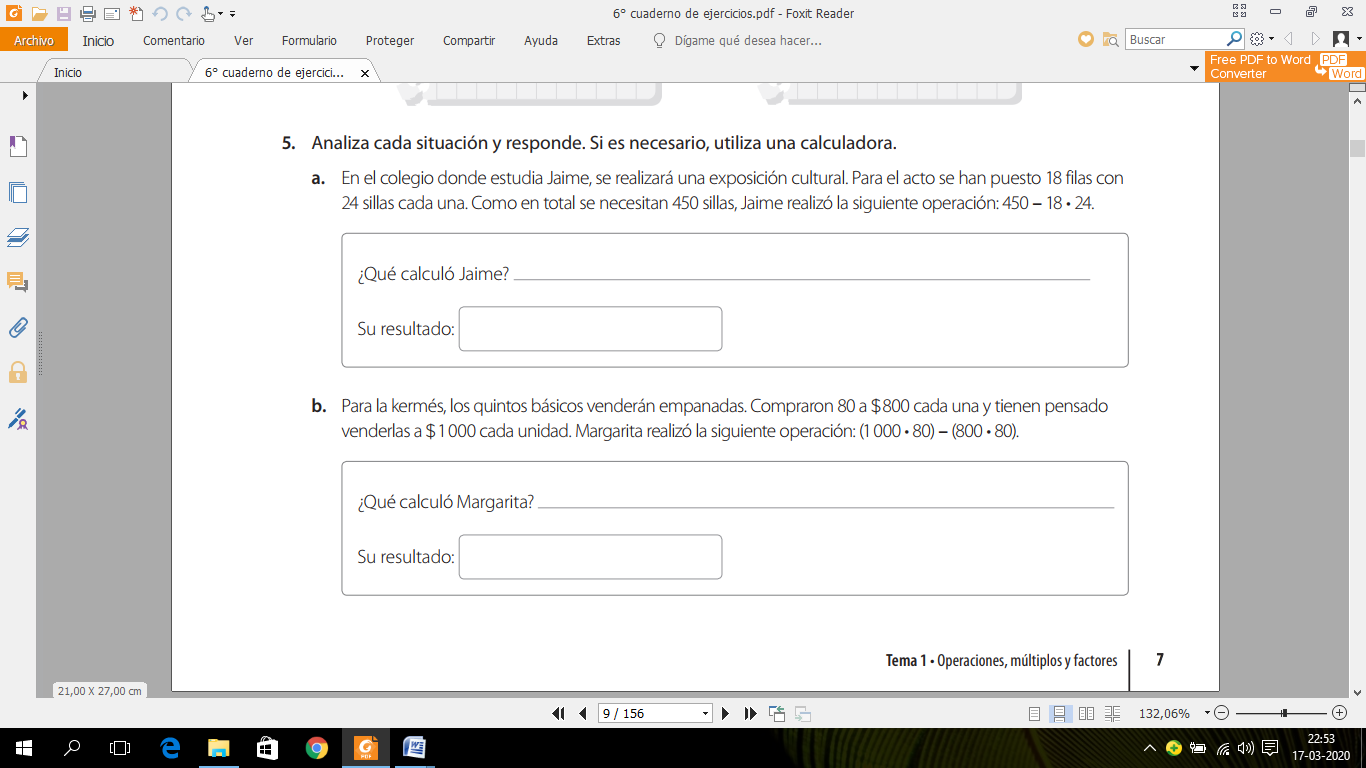 6° cuaderno de ejercicios.pdf - Foxit Reader
Archivo Inicio Comentario Ver Formulario Proteger Compartir Ayuda Extras Dígame qué desea hacer... Buscar
Inicio 6° cuaderno de ejercici... Free PDF to Word Converter PDF Word
5. Analiza cada situación y responde. Si es necesario, utiliza una calculadora.
a. En el colegio donde estudia Jaime, se realizará una exposición cultural. Para el acto se han puesto 18 filas con
24 sillas cada una. Como en total se necesitan 450 sillas, Jaime realizó la siguiente operación: 450 – 18 • 24.
¿Qué calculó Jaime?
Su resultado:
b. Para la kermés, los quintos básicos venderán empanadas. Compraron 80 a $ 800 cada una y tienen pensado
venderlas a $ 1 000 cada unidad. Margarita realizó la siguiente operación: (1 000 • 80) – (800 • 80).
¿Qué calculó Margarita?
Su resultado:
Tema 1 • Operaciones, múltiplos y factores 7
21,00 X 27,00 cm
9 / 156 132,06%
22:53
17-03-2020